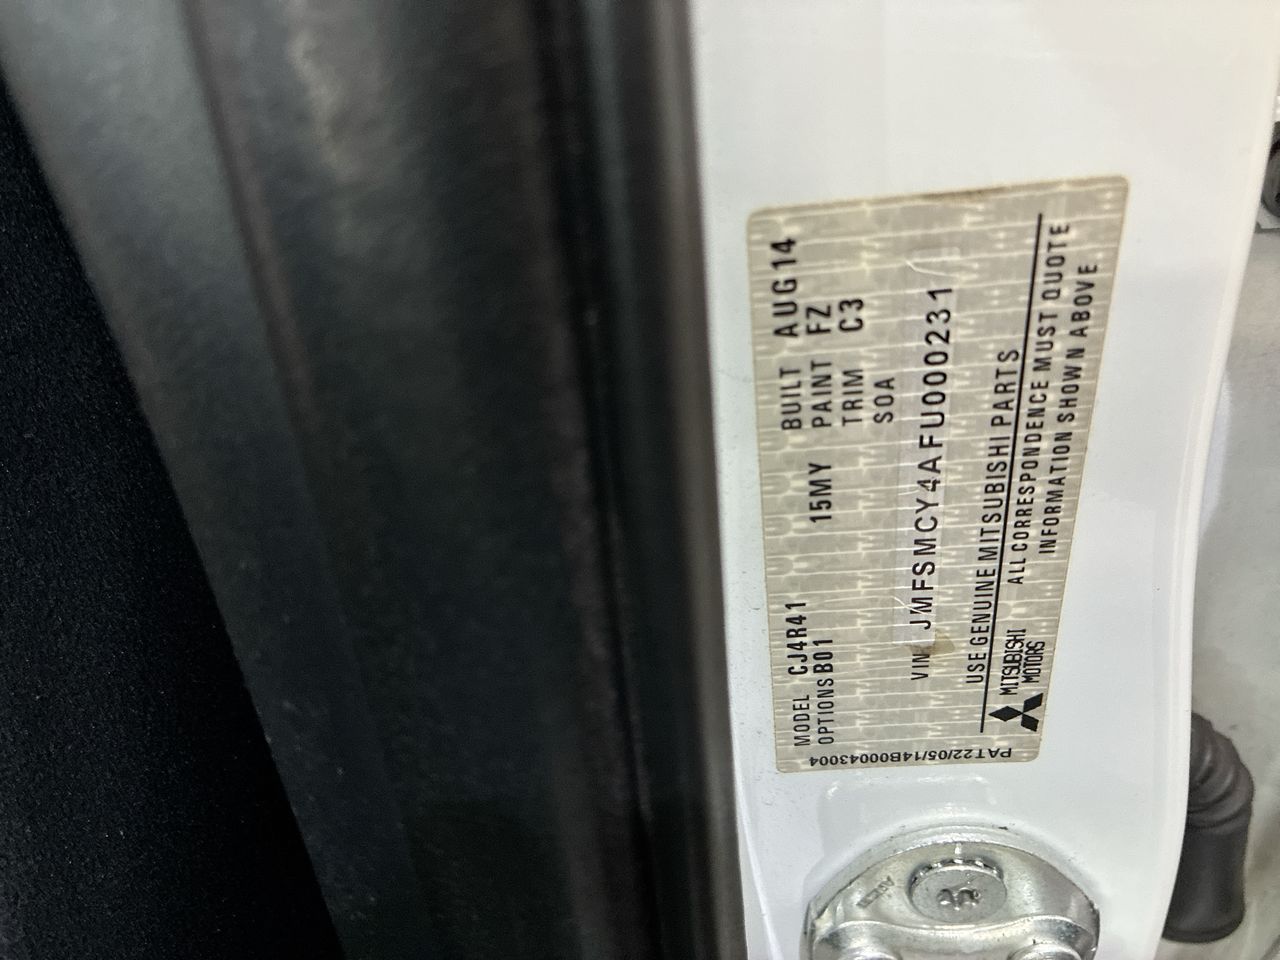 MODEL CJ4R41 BUILT AUG14
OPTIONS B01 15MY PAINT FZ
TRIM C3
SOA
VIN JMFSMCY4AFU000231
USE GENUINE MITSUBISHI PARTS
MITSUBISHI
MOTORS
ALL CORRESPONDENCE MUST QUOTE
INFORMATION SHOWN ABOVE
PAT22/05/14B000043004